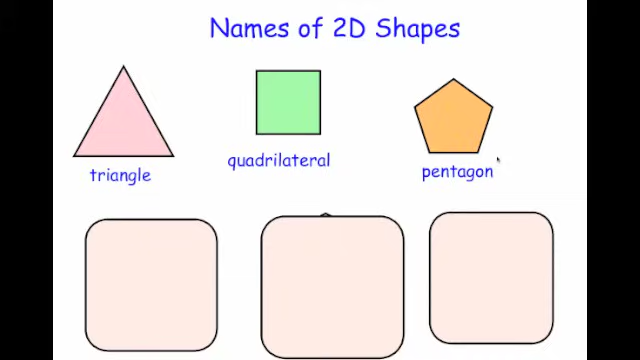 Names of 2D Shapes
triangle
quadrilateral
pentagon